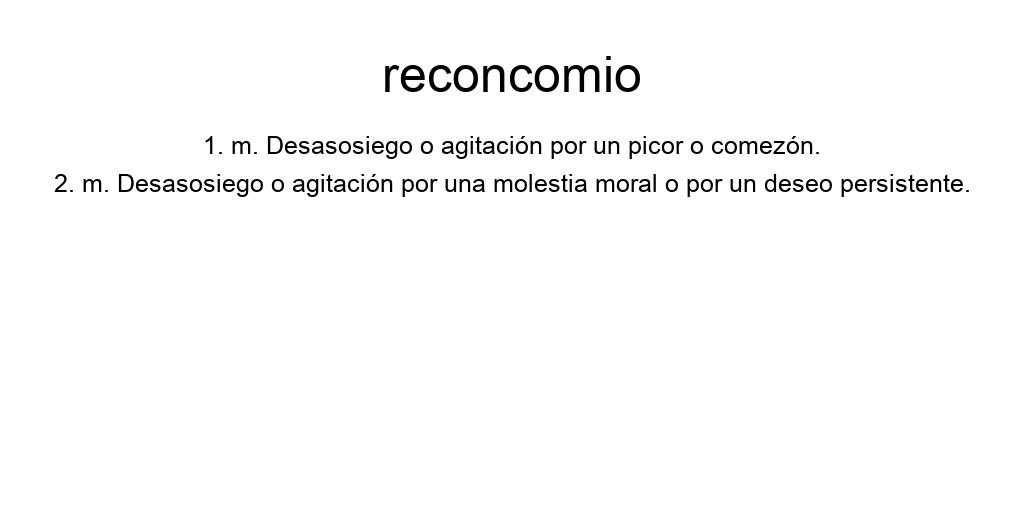 reconcomio
1. m. Desasosiego o agitación por un picor o comezón.
2. m. Desasosiego o agitación por una molestia moral o por un deseo persistente.